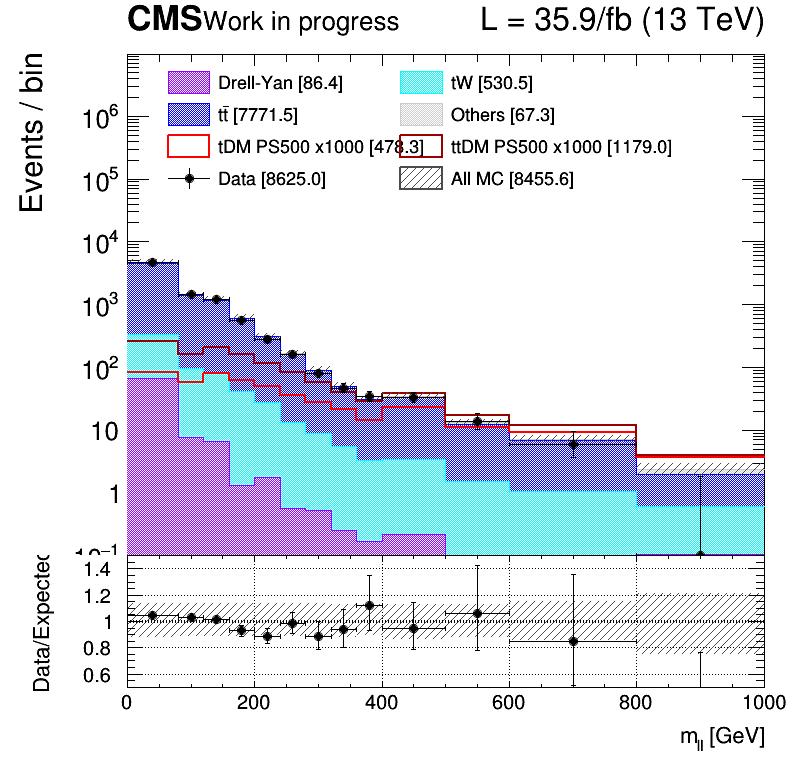 CMS Work in progress L = 35.9/fb (13 TeV)
Events / bin
Drell-Yan [86.4] tW [530.5]
tt̄ [7771.5] Others [67.3]
tDM PS500 x1000 [478.3] ttDM PS500 x1000 [1179.0]
Data [8625.0] All MC [8455.6]
10⁶
10⁵
10⁴
10³
10²
10
1
10⁻¹
Data/Expected
1.4
1.2
1
0.8
0.6
0 200 400 600 800 1000
m_ll [GeV]